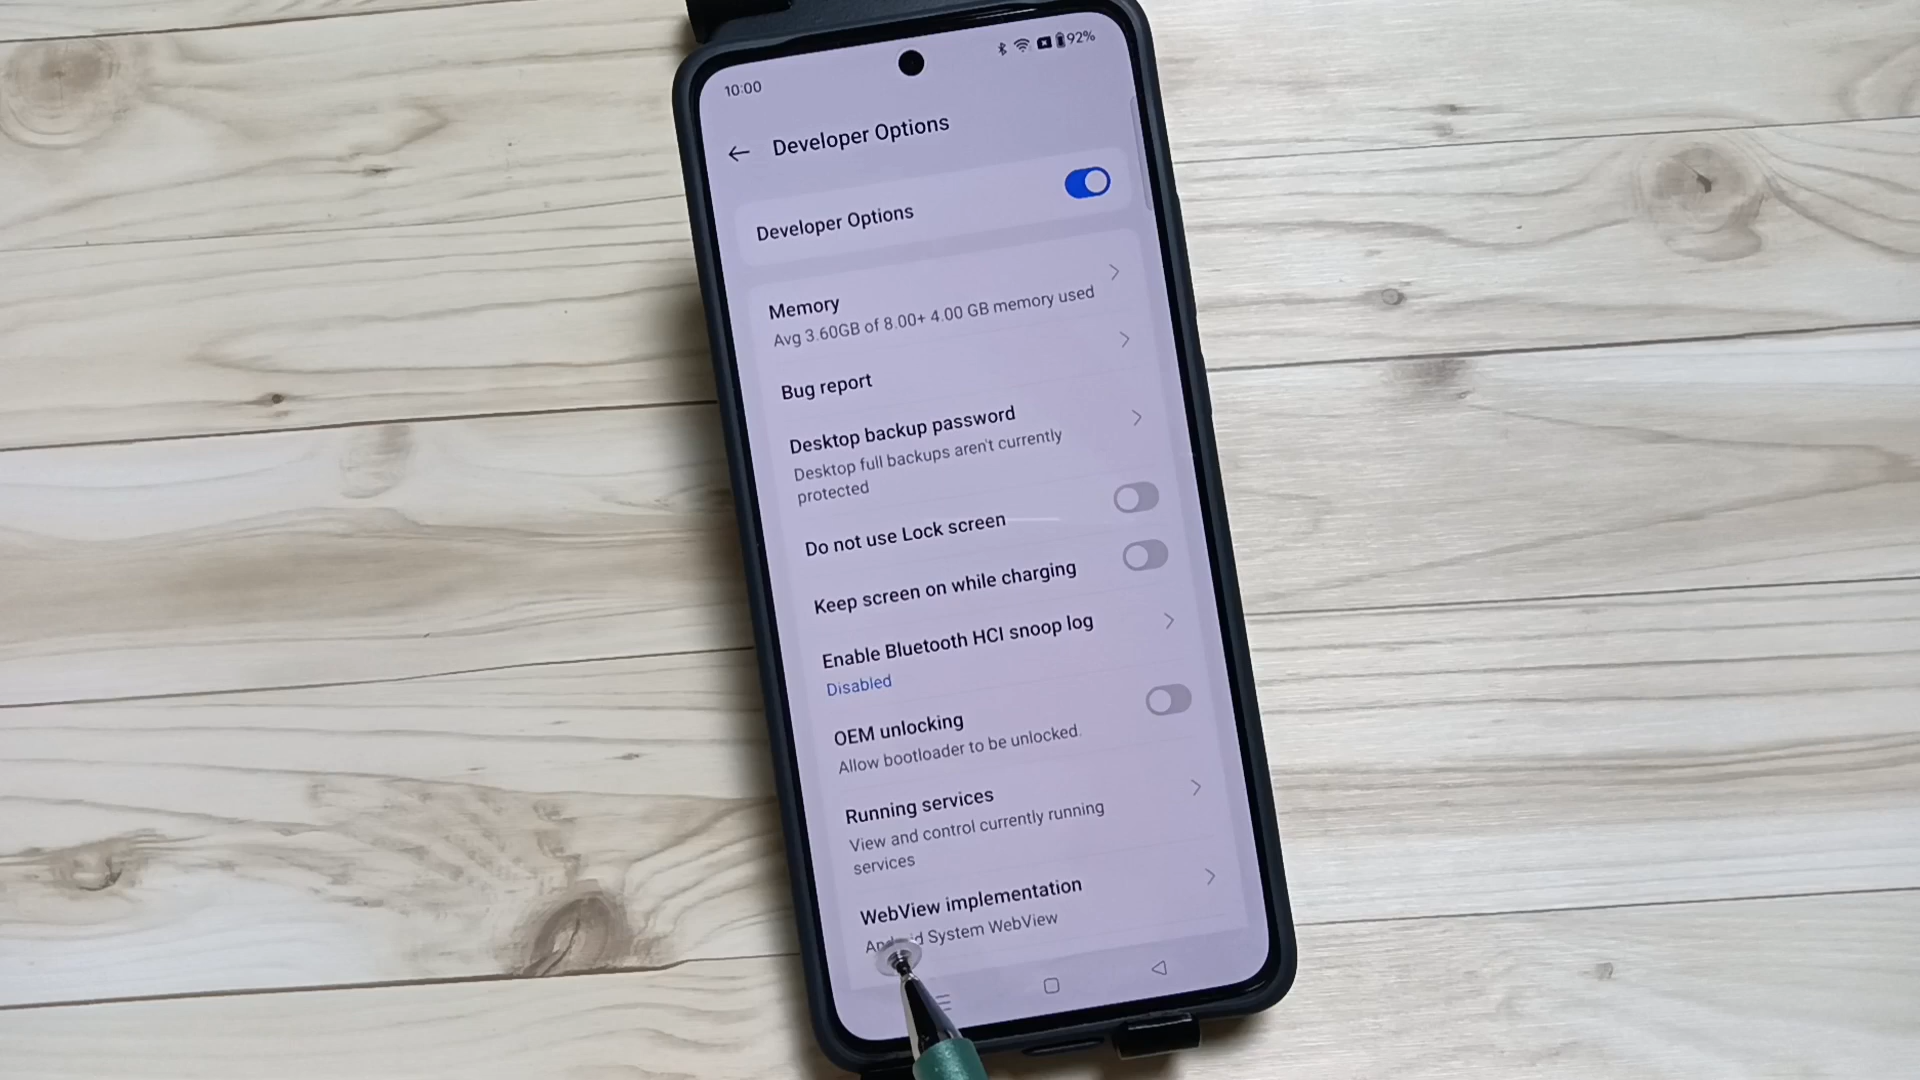 10:00
92%
Developer Options
Developer Options
Memory
Avg 3.60GB of 8.00+ 4.00 GB memory used
Bug report
Desktop backup password
Desktop full backups aren't currently
protected
Do not use Lock screen
Keep screen on while charging
Enable Bluetooth HCI snoop log
Disabled
OEM unlocking
Allow bootloader to be unlocked.
Running services
View and control currently running
services
WebView implementation
System WebView